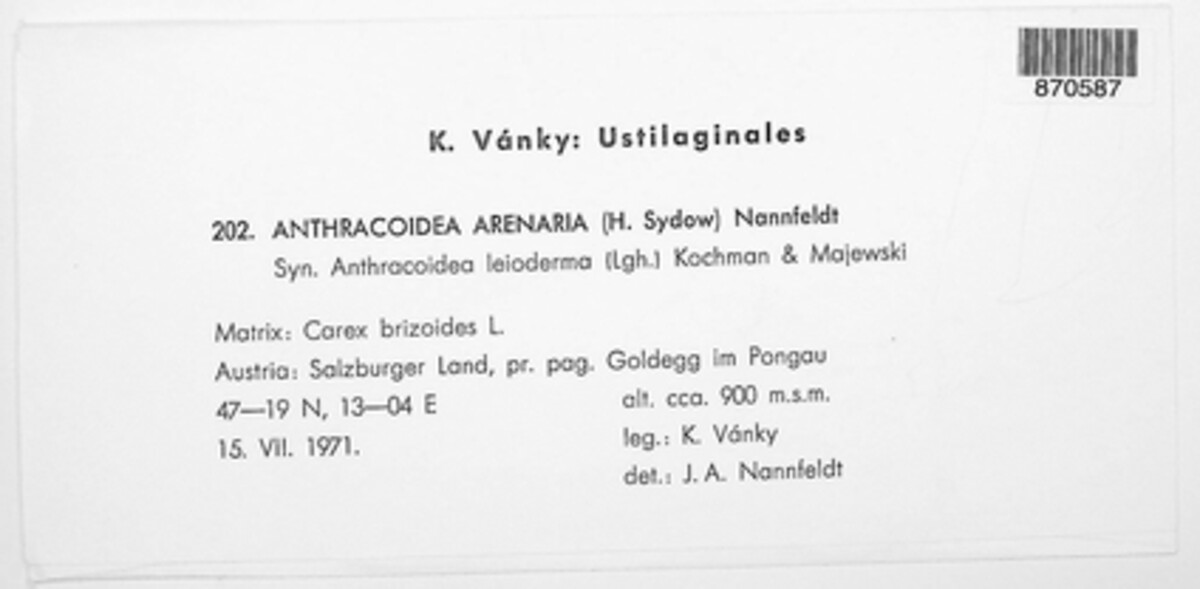 870587
K. Vánky: Ustilaginales
202. ANTHRACOIDEA ARENARIA (H. Sydow) Nannfeldt
Syn. Anthracoidea leioderma (Lgh.) Kochman & Majewski
Matrix: Carex brizoides L.
Austria: Salzburger Land, pr. pag. Goldegg im Pongau
47—19 N, 13—04 E alt. cca. 900 m.s.m.
15. VII. 1971. leg.: K. Vánky
det.: J. A. Nannfeldt